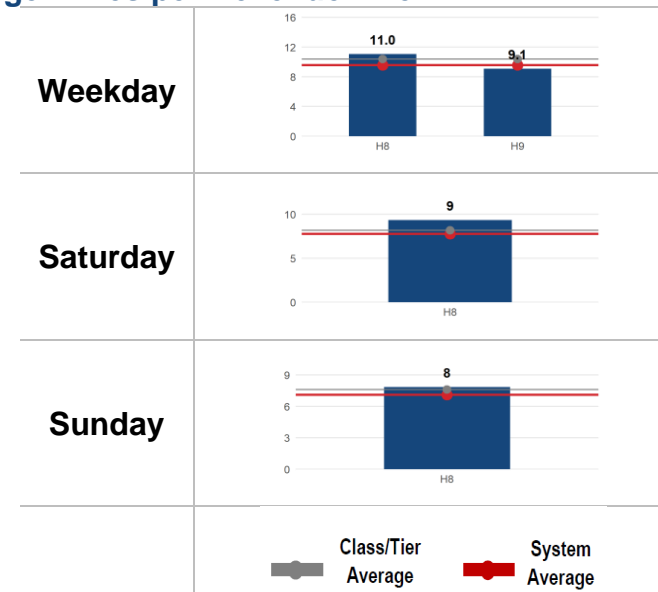 Weekday
16
12
8
4
0
11.0
9.1
H8
H9
Saturday
10
5
0
9
H8
Sunday
9
6
3
0
8
H8
Class/Tier
Average
System
Average